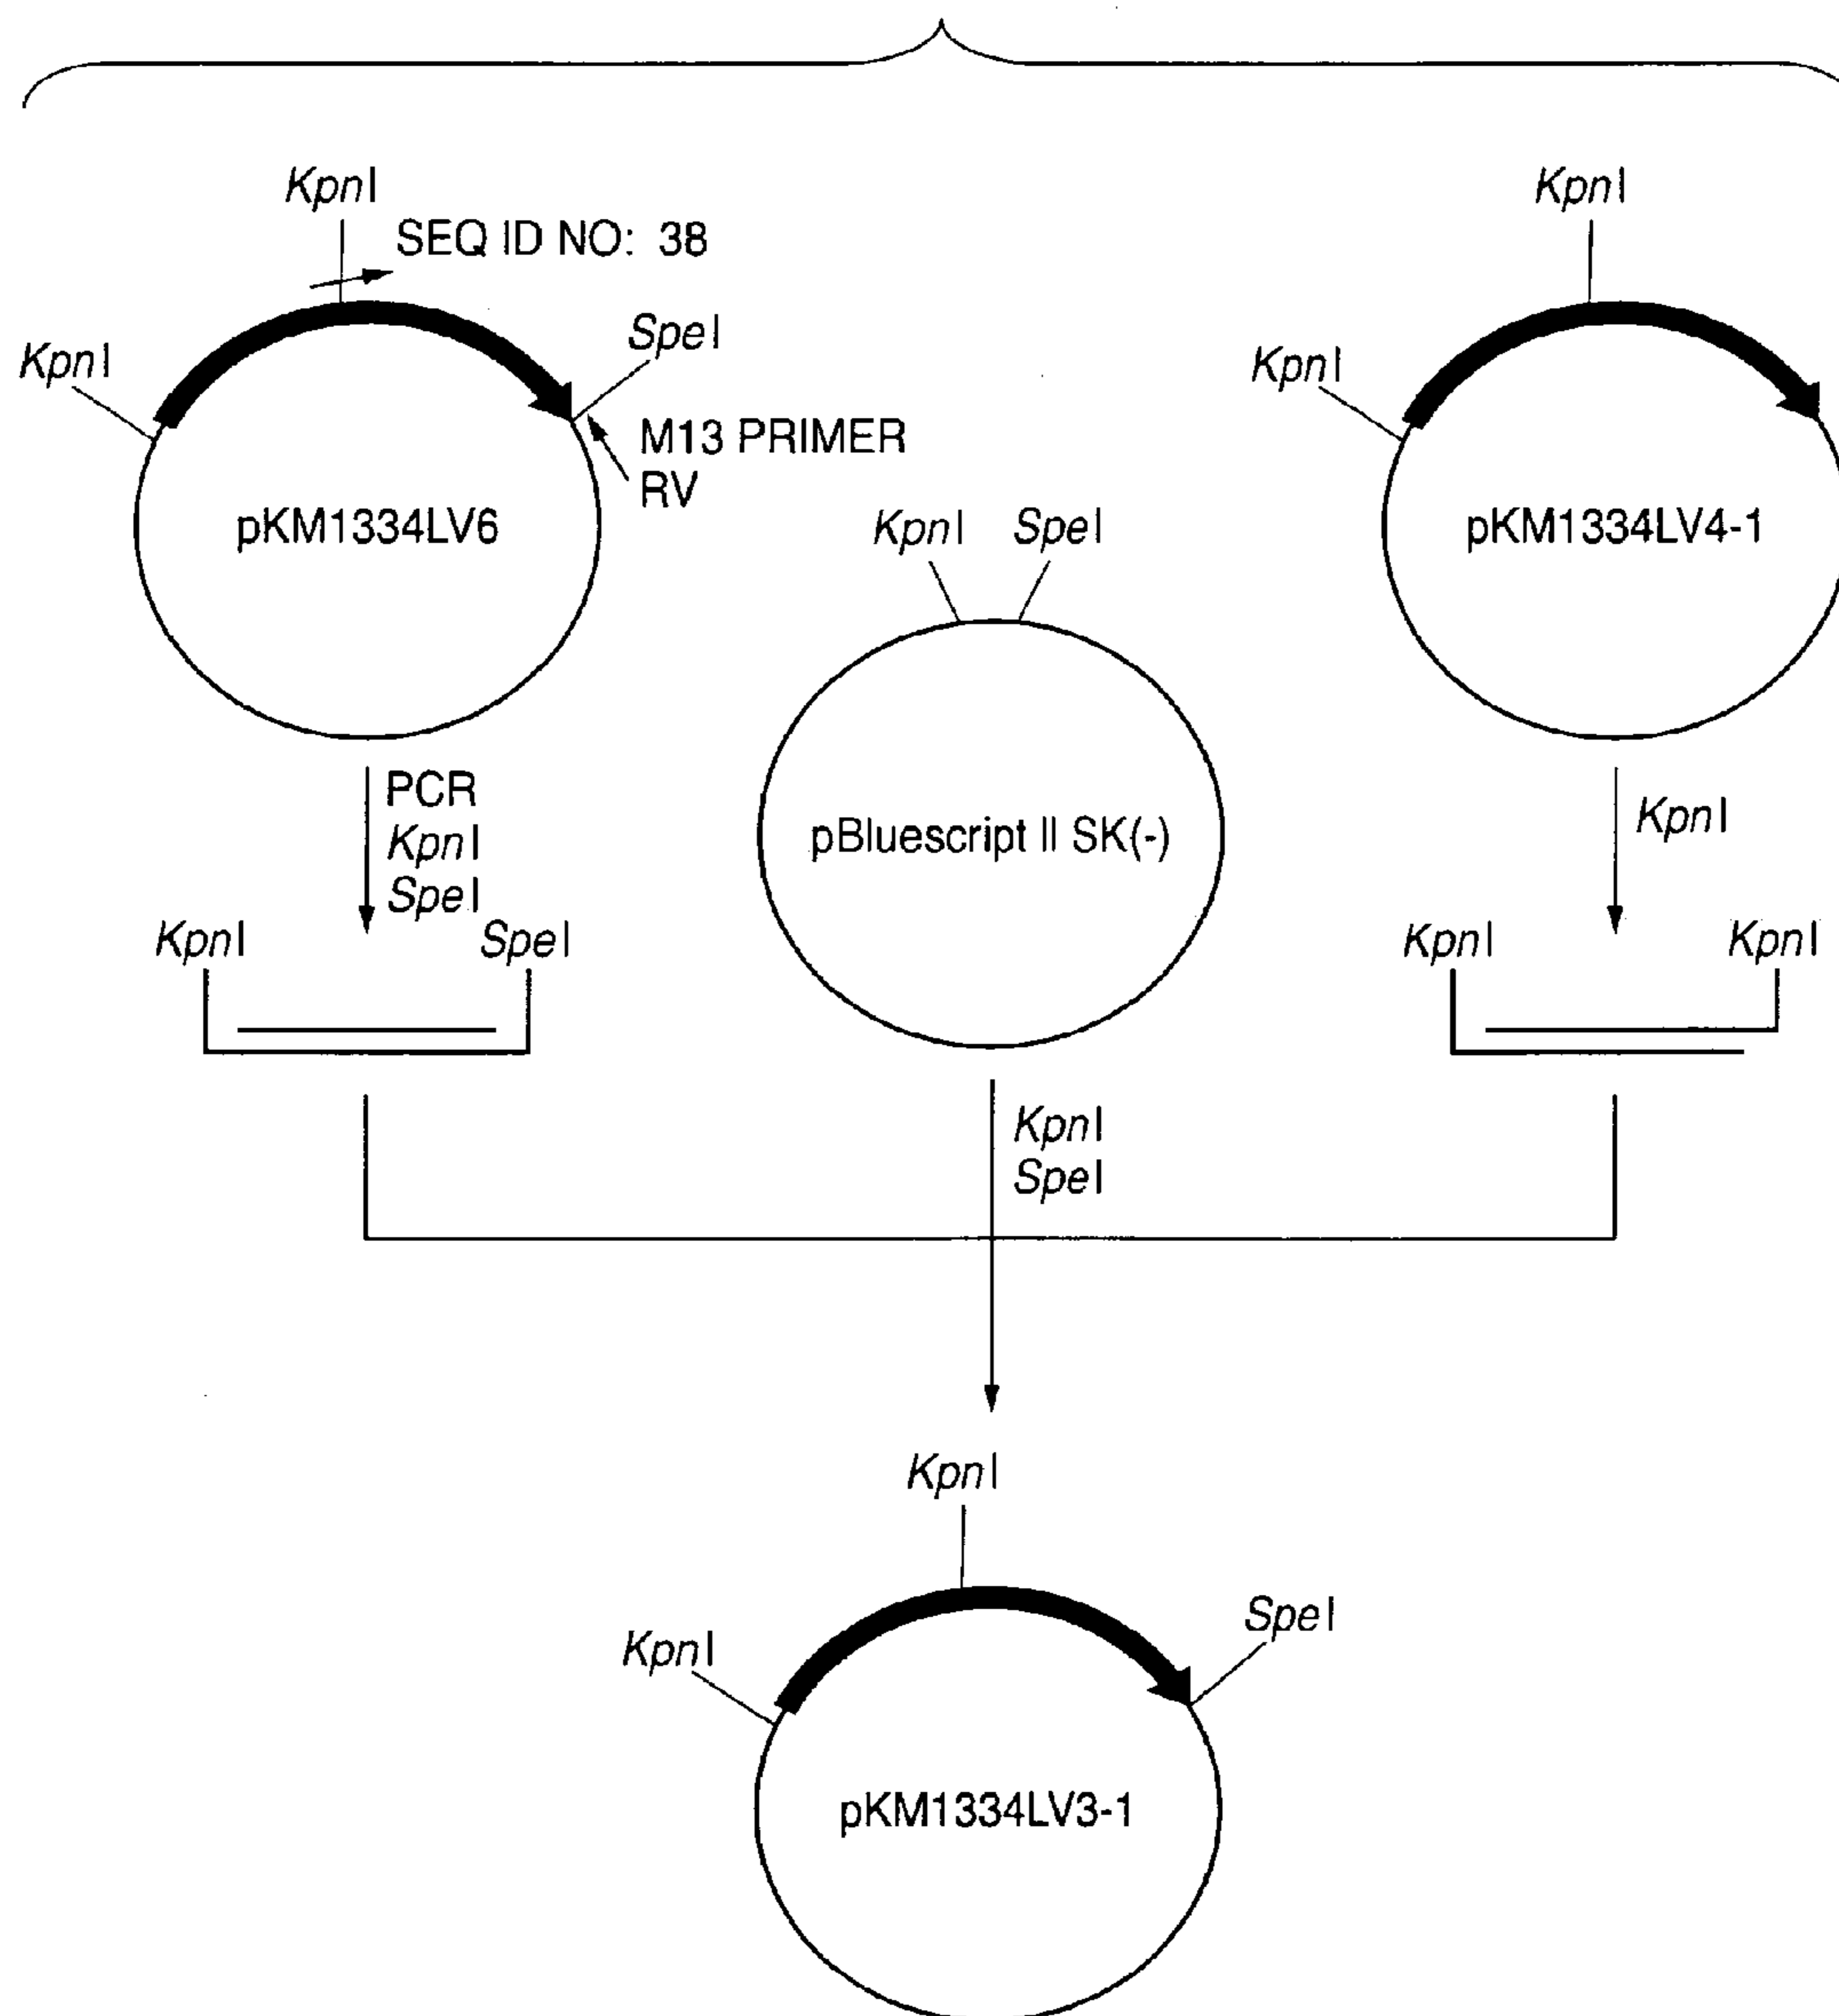 KpnI
SEQ ID NO: 38
KpnI
SpeI
M13 PRIMER
RV
pKM1334LV6
KpnI
KpnI
pKM1334LV4-1
KpnI SpeI
pBluescript II SK(-)
PCR
KpnI
SpeI
KpnI SpeI
KpnI
KpnI KpnI
KpnI
SpeI
KpnI
KpnI
SpeI
pKM1334LV3-1